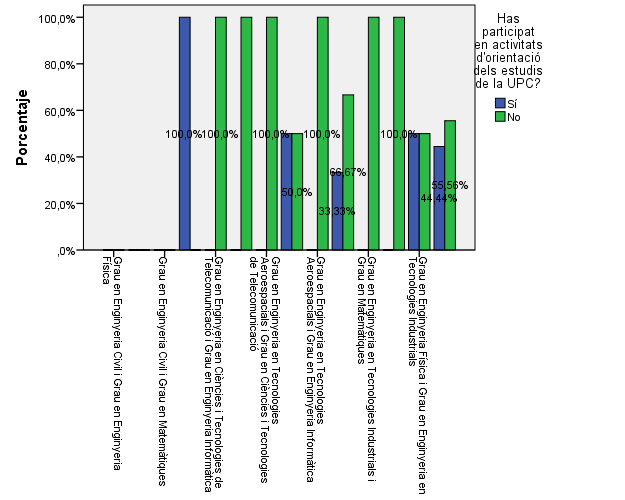 Has
participat
en activitats
d'orientació
dels estudis
de la UPC?
Sí
No
Porcentaje
100,0%
80,0%
60,0%
40,0%
20,0%
,0%
100,0%
100,0%
100,0%
50,0%
100,0%
33,33%
66,67%
100,0%
44,44%
55,56%
Grau en Enginyeria Civil i Grau en Enginyeria
Física
Grau en Enginyeria Civil i Grau en Matemàtiques
Grau en Enginyeria en Ciències i Tecnologies de
Telecomunicació i Grau en Enginyeria Informàtica
Grau en Enginyeria en Tecnologies
Aeroespacials i Grau en Ciències i Tecnologies
de Telecomunicació
Grau en Enginyeria en Tecnologies
Aeroespacials i Grau en Enginyeria Informàtica
Grau en Enginyeria en Tecnologies Industrials i
Grau en Matemàtiques
Grau en Enginyeria Física i Grau en Enginyeria en
Tecnologies Industrials